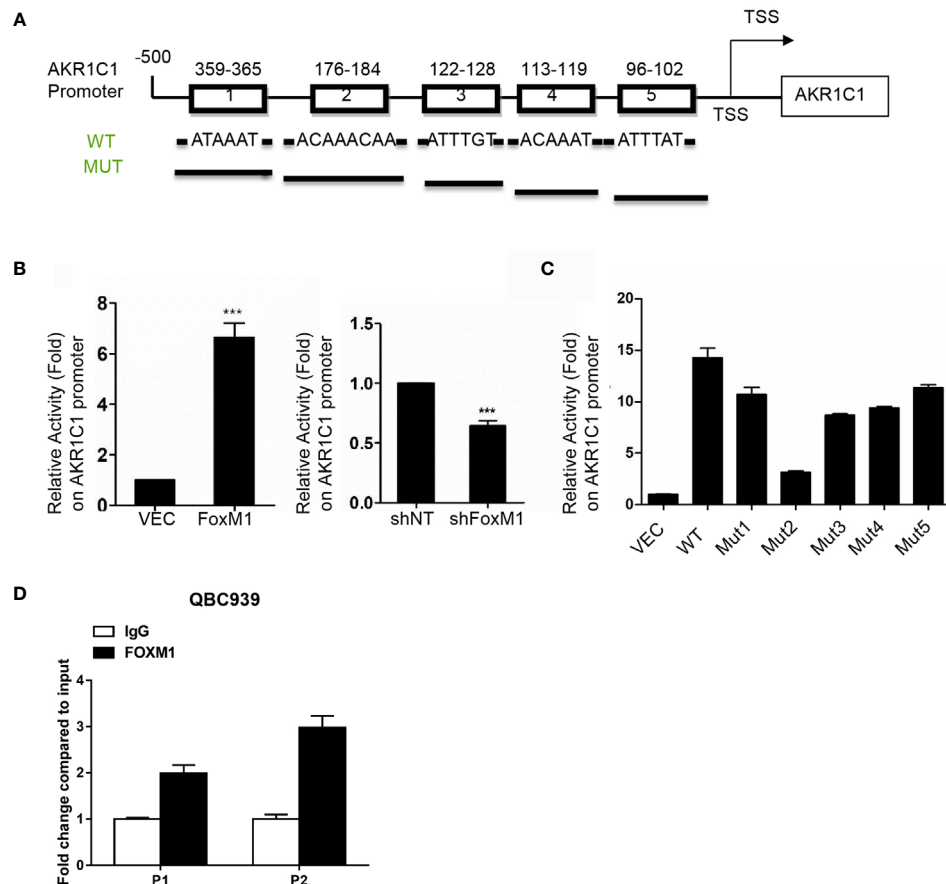 A
TSS
-500
359-365 176-184 122-128 113-119 96-102
AKR1C1
Promoter
1 2 3 4 5
AKR1C1
TSS
WT
ATAAAT ACAAACAA ATTTGT ACAAAT ATTTAT
MUT
B
Relative Activity (Fold)
on AKR1C1 promoter
8
6
4
2
0
***
VEC FoxM1
Relative Activity (Fold)
on AKR1C1 promoter
1.5
1.0
0.5
0.0
***
shNT shFoxM1
C
Relative Activity (Fold)
on AKR1C1 promoter
20
15
10
5
0
VEC WT Mut1 Mut2 Mut3 Mut4 Mut5
D
QBC939
IgG
FOXM1
Fold change compared to input
4
3
2
1
0
P1 P2